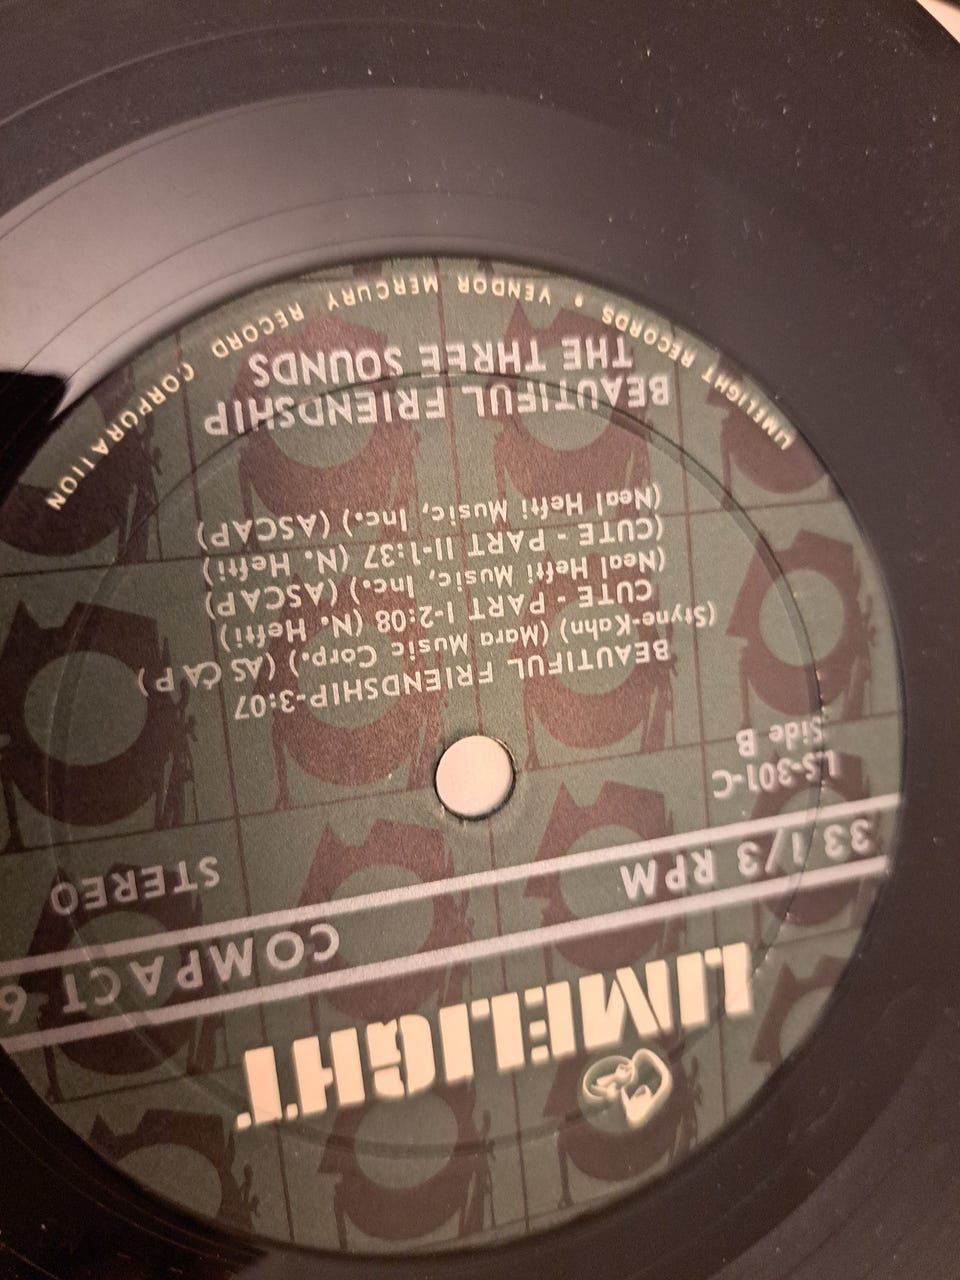 LIMELIGHT
COMPACT 6
33 1/3 RPM
STEREO
LS-301-C
Side B
BEAUTIFUL FRIENDSHIP-3:07
(Styne-Kahn) (Mara Music Corp.) (ASCAP)
CUTE - PART I-2:08 (N. Hefti)
(Neal Hefti Music, Inc.) (ASCAP)
(CUTE - PART II-1:37 (N. Hefti)
(Neal Hefti Music, Inc.) (ASCAP)
BEAUTIFUL FRIENDSHIP
THE THREE SOUNDS
LIMELIGHT RECORDS • VENDOR MERCURY RECORD CORPORATION